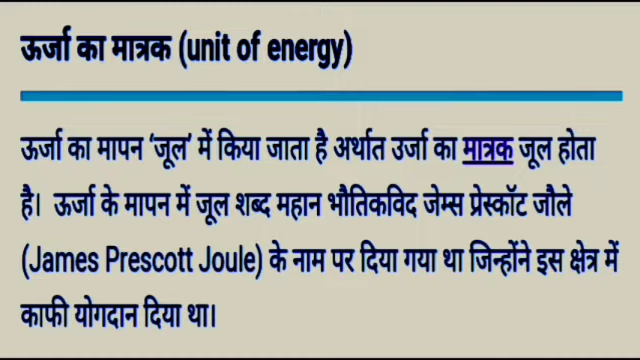 ऊर्जा का मात्रक (unit of energy)
ऊर्जा का मापन ‘जूल’ में किया जाता है अर्थात उर्जा का मात्रक जूल होता
है। ऊर्जा के मापन में जूल शब्द महान भौतिकविद जेम्स प्रेस्कॉट जौले
(James Prescott Joule) के नाम पर दिया गया था जिन्होंने इस क्षेत्र में
काफी योगदान दिया था।